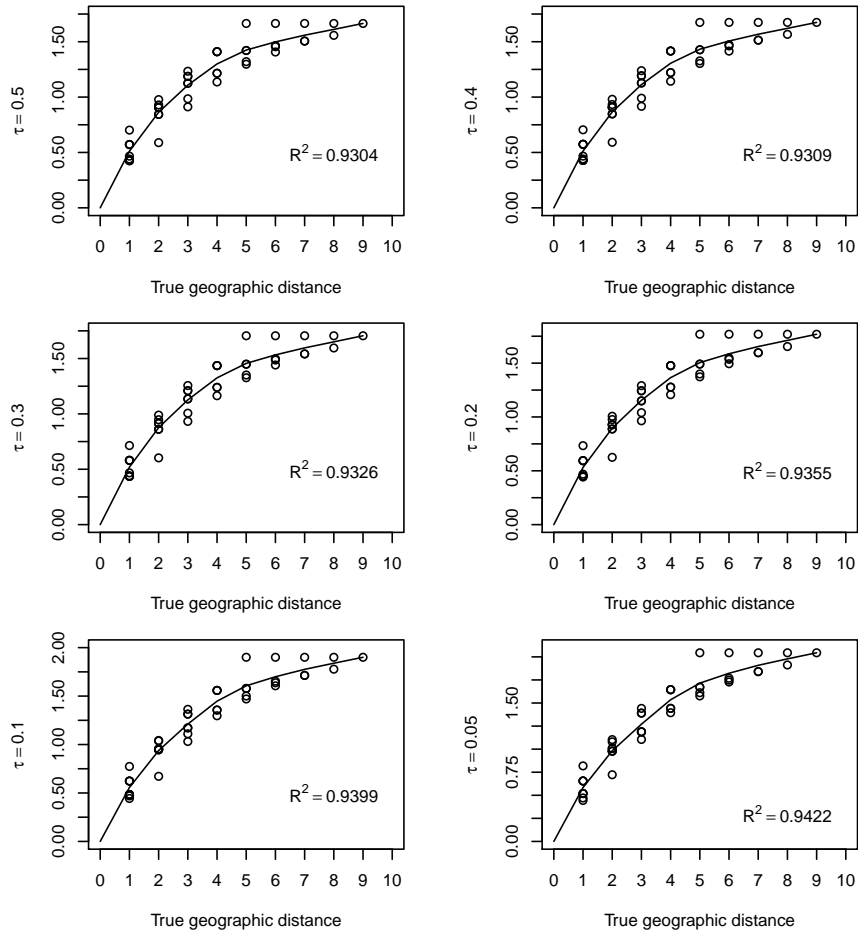 τ = 0.5
0.00 0.50 1.00 1.50
R² = 0.9304
0 1 2 3 4 5 6 7 8 9 10
True geographic distance
τ = 0.4
0.00 0.50 1.00 1.50
R² = 0.9309
0 1 2 3 4 5 6 7 8 9 10
True geographic distance
τ = 0.3
0.00 0.50 1.00 1.50
R² = 0.9326
0 1 2 3 4 5 6 7 8 9 10
True geographic distance
τ = 0.2
0.00 0.50 1.00 1.50
R² = 0.9355
0 1 2 3 4 5 6 7 8 9 10
True geographic distance
τ = 0.1
0.00 0.50 1.00 1.50 2.00
R² = 0.9399
0 1 2 3 4 5 6 7 8 9 10
True geographic distance
τ = 0.05
0.00 0.75 1.50
R² = 0.9422
0 1 2 3 4 5 6 7 8 9 10
True geographic distance